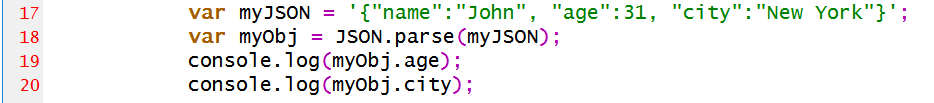 17 var myJSON = '{"name":"John", "age":31, "city":"New York"}';
18 var myObj = JSON.parse(myJSON);
19 console.log(myObj.age);
20 console.log(myObj.city);